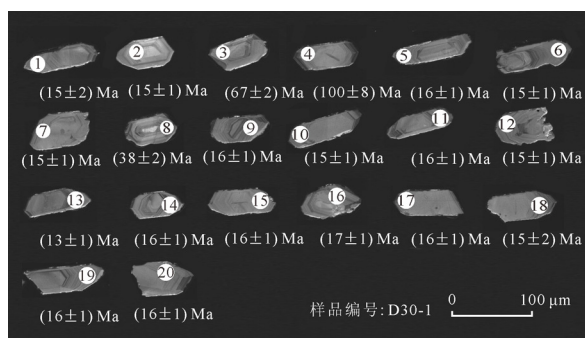 1 2 3 4 5 6
(15±2) Ma (15±1) Ma (67±2) Ma (100±8) Ma (16±1) Ma (15±1) Ma
7 8 9 10 11 12
(15±1) Ma (38±2) Ma (16±1) Ma (15±1) Ma (16±1) Ma (15±1) Ma
13 14 15 16 17 18
(13±1) Ma (16±1) Ma (16±1) Ma (17±1) Ma (16±1) Ma (15±2) Ma
19 20
(16±1) Ma (16±1) Ma
样品编号: D30-1
0 100 μm